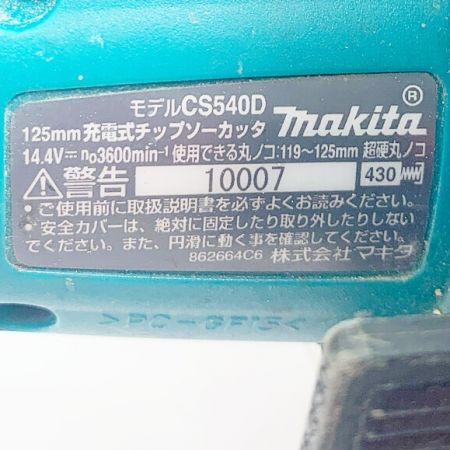 モデルCS540D
125mm 充電式チップソーカッタ makita®
14.4V⎓ n₀3600min⁻¹ 使用できる丸ノコ:119～125mm 超硬丸ノコ
⚠警告 10007 430
・ご使用前に取扱説明書を必ずよくお読みください。
・安全カバーは、絶対に固定したり取り外したりしない
でください。また、円滑に動く事を確認してください。
862664C6 株式会社 マキタ